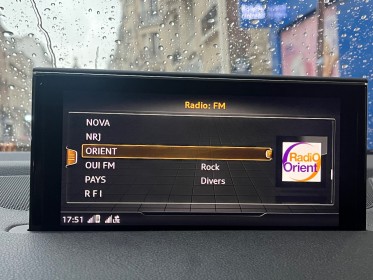 Radio: FM
NOVA
NRJ
ORIENT
OUI FM Rock
PAYS Divers
R F I
RadiO
Orient
17:51